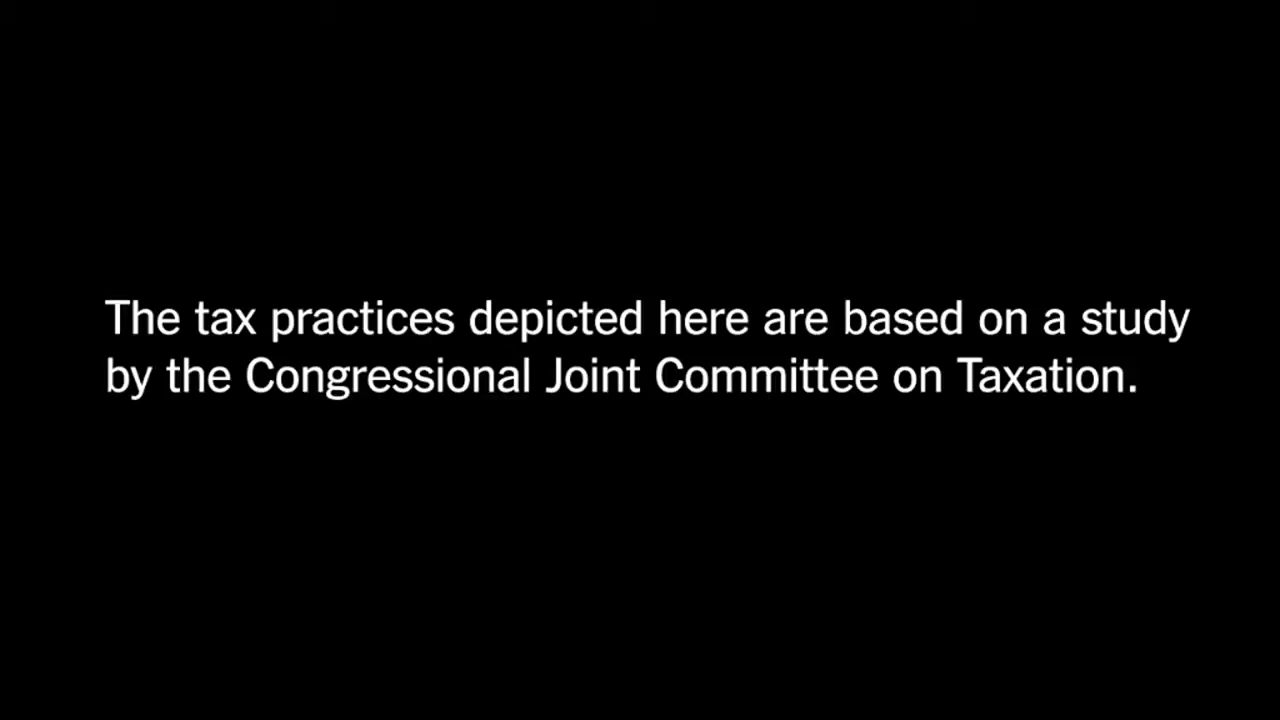 The tax practices depicted here are based on a study
by the Congressional Joint Committee on Taxation.